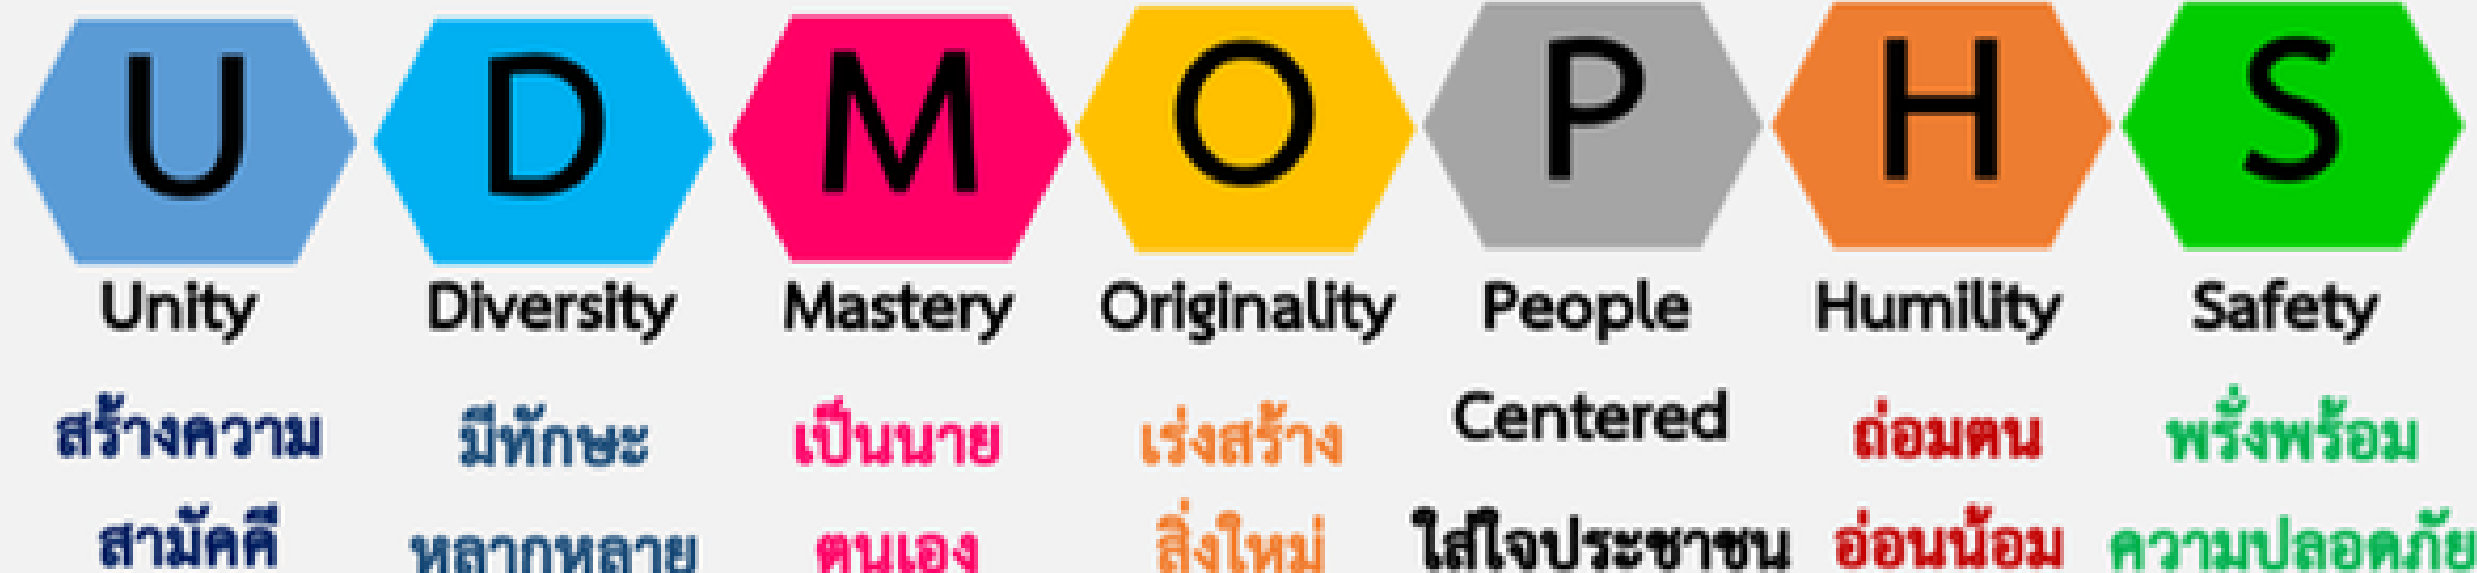 U D M O P H S
Unity Diversity Mastery Originality People Humility Safety
สร้างความ มีทักษะ เป็นนาย เร่งสร้าง Centered ถ่อมตน พรั่งพร้อม
สามัคคี หลากหลาย ตนเอง สิ่งใหม่ ใส่ใจประชาชน อ่อนน้อม ความปลอดภัย